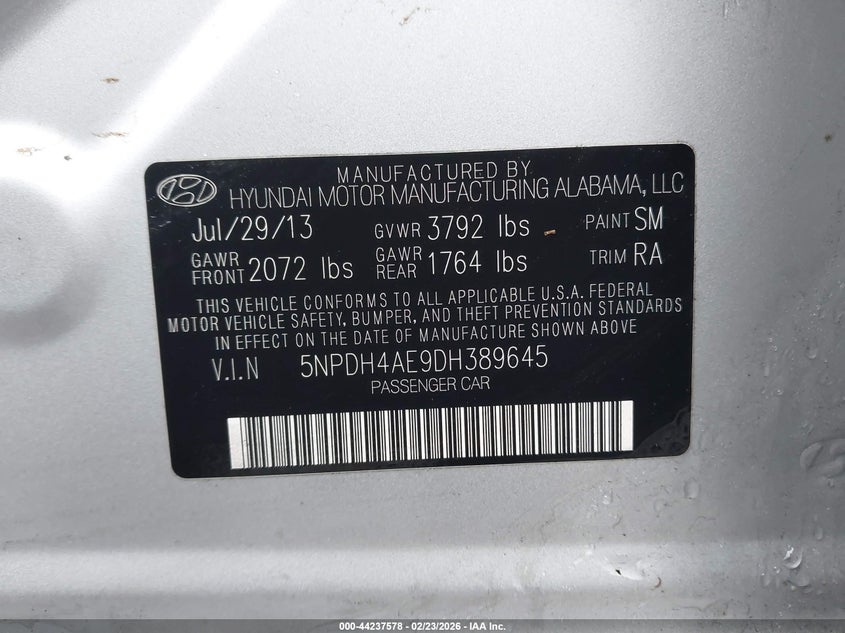 MANUFACTURED BY
HYUNDAI MOTOR MANUFACTURING ALABAMA, LLC
Jul/29/13 GVWR 3792 lbs PAINT SM
GAWR FRONT 2072 lbs GAWR REAR 1764 lbs TRIM RA
THIS VEHICLE CONFORMS TO ALL APPLICABLE U.S.A. FEDERAL
MOTOR VEHICLE SAFETY, BUMPER, AND THEFT PREVENTION STANDARDS
IN EFFECT ON THE DATE OF MANUFACTURE SHOWN ABOVE
V.I.N 5NPDH4AE9DH389645
PASSENGER CAR
000-44237578 - 02/23/2026 - IAA Inc.